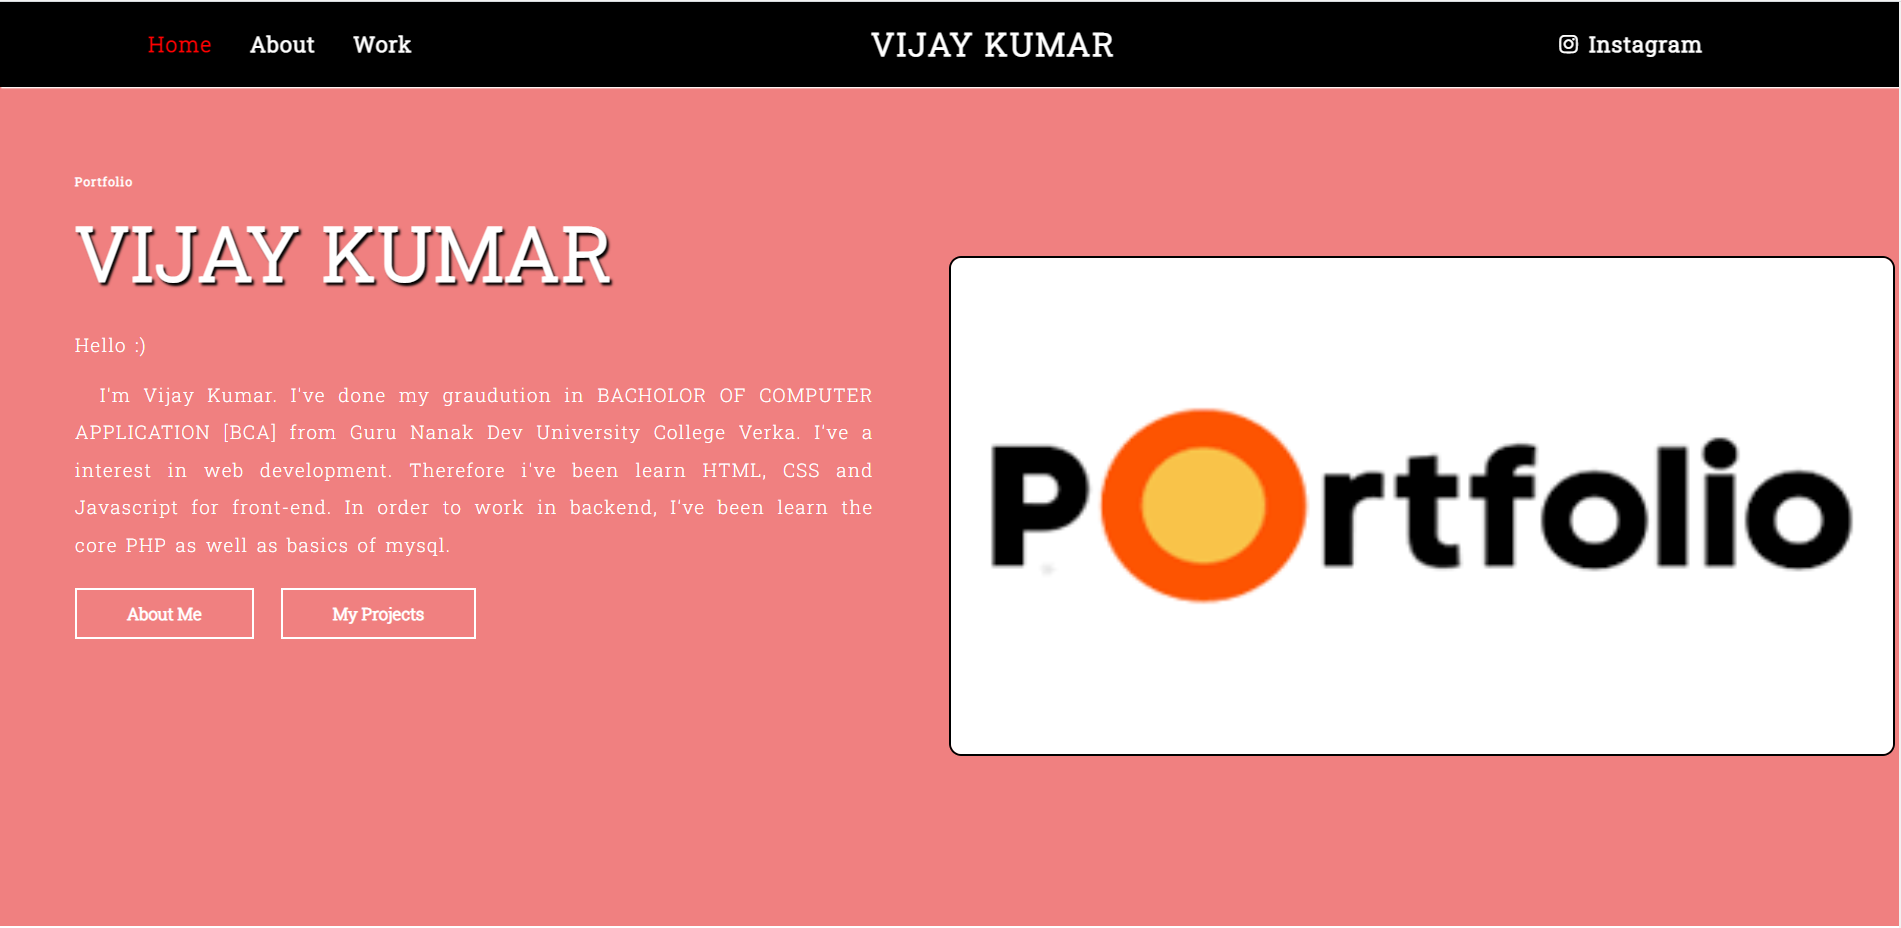 Home About Work
VIJAY KUMAR
Instagram
Portfolio
VIJAY KUMAR
Hello :)
I'm Vijay Kumar. I've done my graudution in BACHOLOR OF COMPUTER
APPLICATION [BCA] from Guru Nanak Dev University College Verka. I've a
interest in web development. Therefore i've been learn HTML, CSS and
Javascript for front-end. In order to work in backend, I've been learn the
core PHP as well as basics of mysql.
About Me My Projects
Portfolio